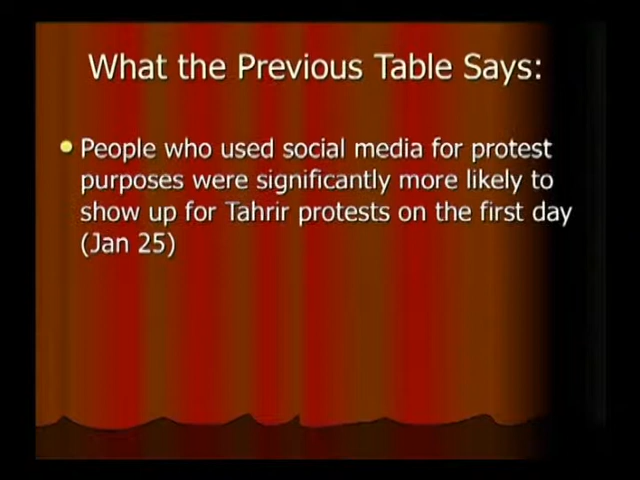 What the Previous Table Says:
People who used social media for protest
purposes were significantly more likely to
show up for Tahrir protests on the first day
(Jan 25)